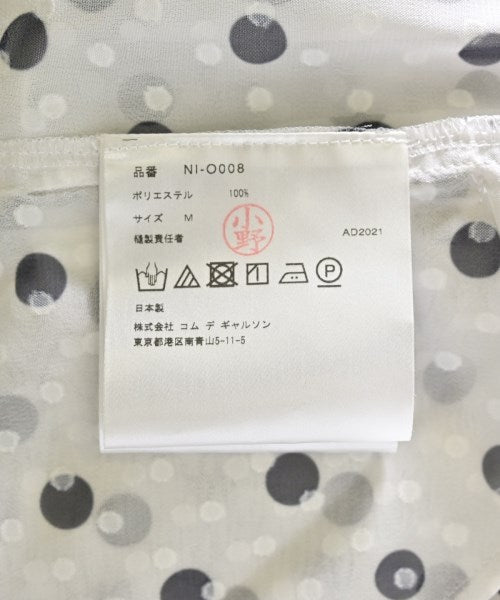 品番 NI-O008
ポリエステル 100%
サイズ M
縫製責任者 小野 AD2021
P
日本製
株式会社 コム デ ギャルソン
東京都港区南青山5-11-5